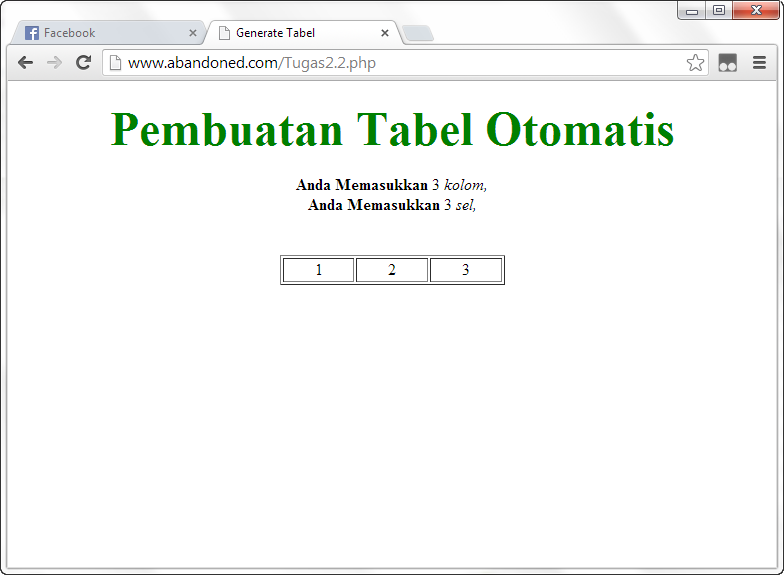 Facebook
Generate Tabel
www.abandoned.com/Tugas2.2.php
Pembuatan Tabel Otomatis
Anda Memasukkan 3 kolom,
Anda Memasukkan 3 sel,
1 2 3